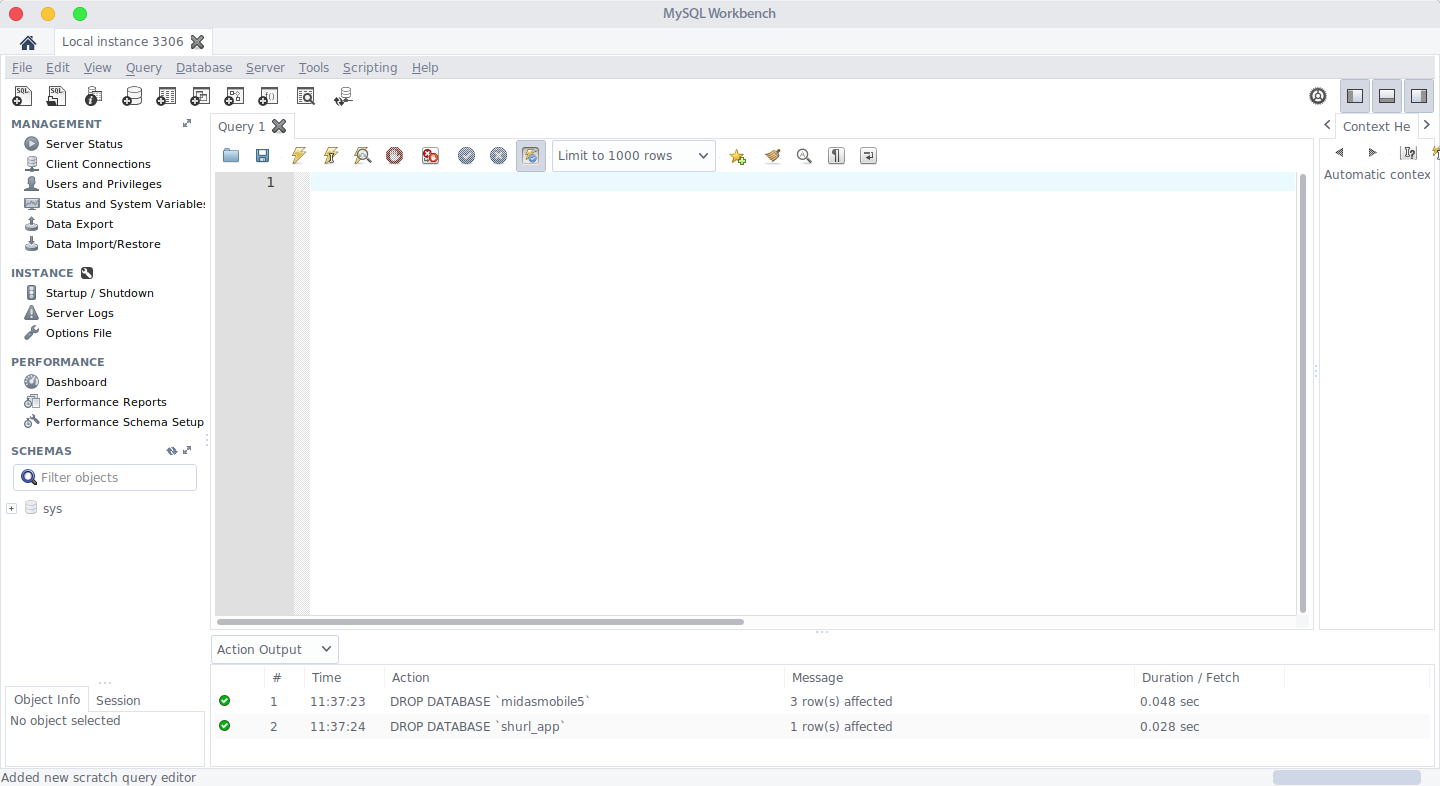 MySQL Workbench
Local instance 3306
File Edit View Query Database Server Tools Scripting Help
MANAGEMENT
Server Status
Client Connections
Users and Privileges
Status and System Variables
Data Export
Data Import/Restore
INSTANCE
Startup / Shutdown
Server Logs
Options File
PERFORMANCE
Dashboard
Performance Reports
Performance Schema Setup
SCHEMAS
Filter objects
sys
Object Info Session
No object selected
Query 1
Limit to 1000 rows
1
Context He
Automatic contex
Action Output
# Time Action Message Duration / Fetch
1 11:37:23 DROP DATABASE `midasmobile5` 3 row(s) affected 0.048 sec
2 11:37:24 DROP DATABASE `shurl_app` 1 row(s) affected 0.028 sec
Added new scratch query editor